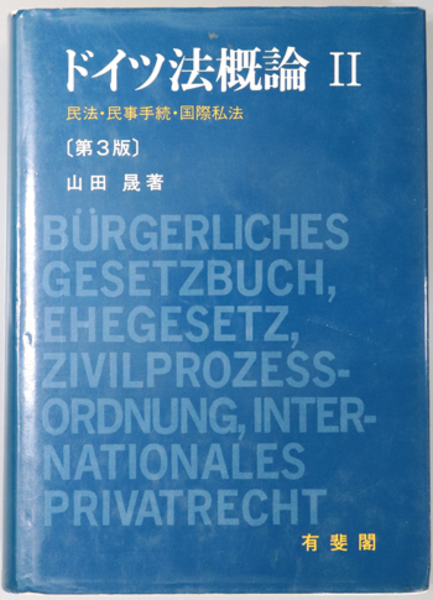 ドイツ法概論 II
民法・民事手続・国際私法
〔第3版〕
山田 晟著
BÜRGERLICHES
GESETZBUCH,
EHEGESETZ,
ZIVILPROZESS-
ORDNUNG, INTER-
NATIONALES
PRIVATRECHT
有斐閣